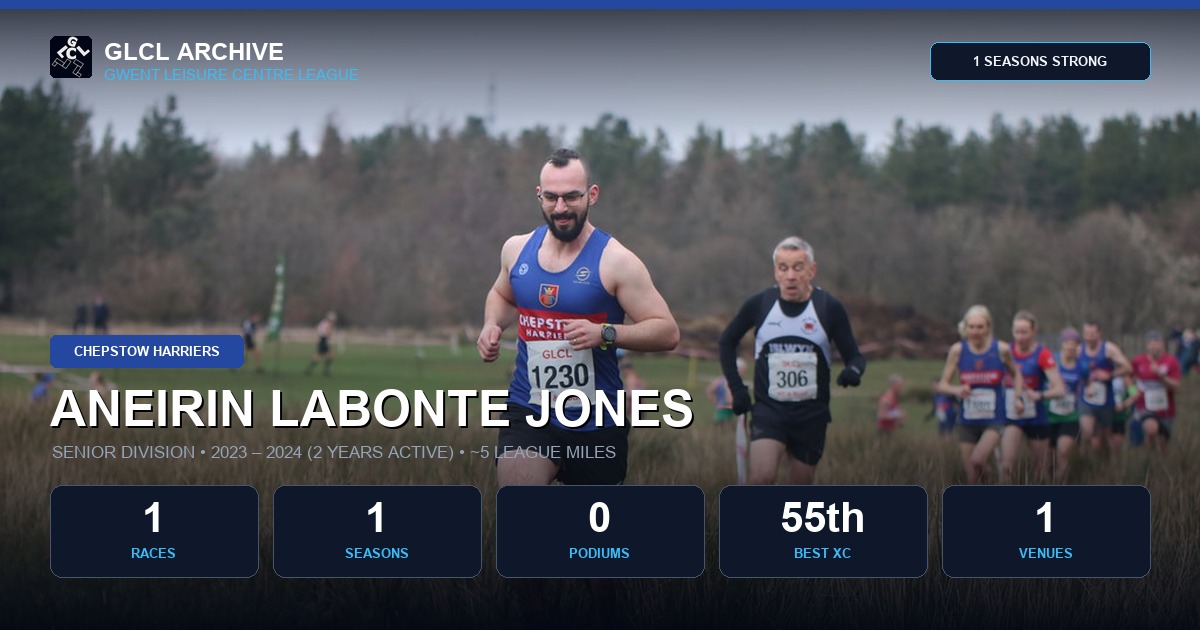 GLCL ARCHIVE
GWENT LEISURE CENTRE LEAGUE
1 SEASONS STRONG
CHEPSTOW
HARRIERS
GLCL
1230
306
CHEPSTOW HARRIERS
ANEIRIN LABONTE JONES
SENIOR DIVISION • 2023 – 2024 (2 YEARS ACTIVE) • ~5 LEAGUE MILES
1
RACES
1
SEASONS
0
PODIUMS
55th
BEST XC
1
VENUES